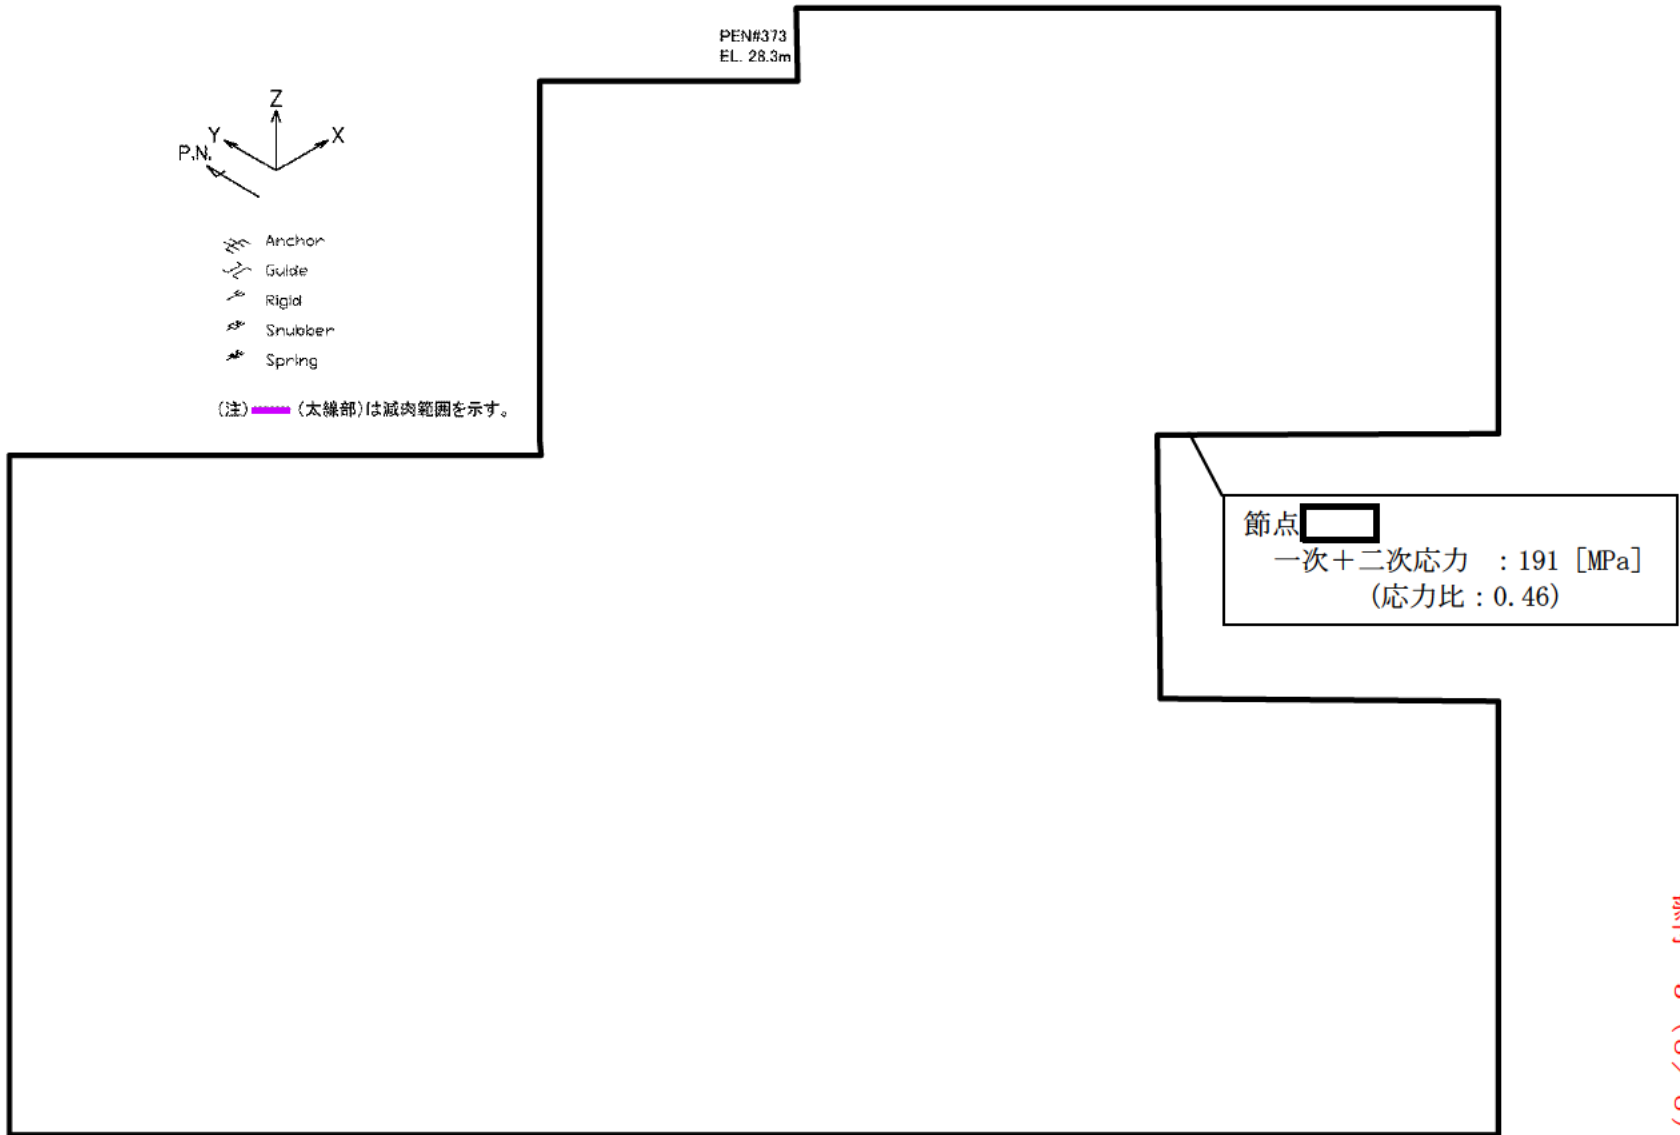 PEN#373
EL. 28.3m
Z
Y
X
P.N.
Anchor
Guide
Rigid
Snubber
Spring
(注) (太線部)は減肉範囲を示す。
節点
一次＋二次応力 : 191 [MPa]
(応力比 : 0.46)